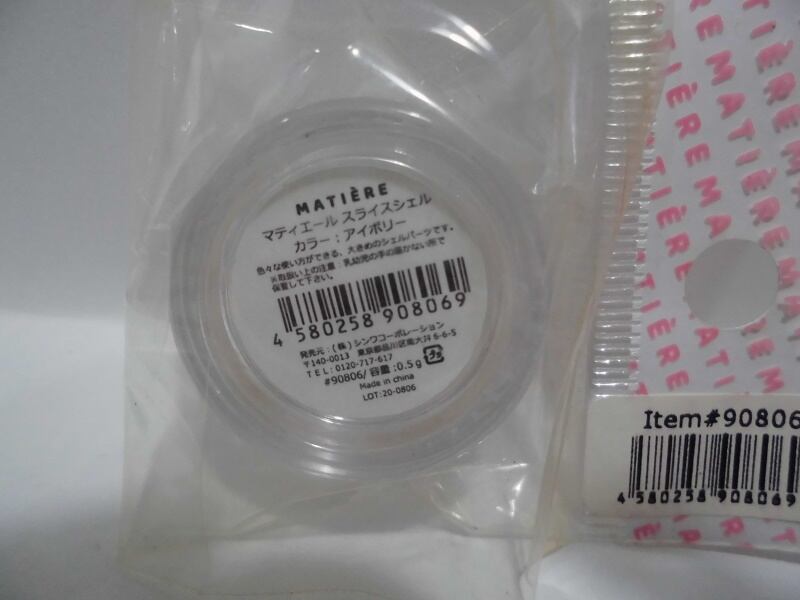 MATIÈRE
マティエール スライスシェル
カラー：アイボリー
色々な使い方ができる、大きめのシェルパーツです。
※取扱い上の注意：乳幼児の手の届かない所で
保管して下さい。
4 580258 908069
発売元：(株)シンワコーポレーション
〒140-0013 東京都品川区南大井 6-6-5
TEL:0120-717-617
#90806/ 容量:0.5g
Made in china
LOT:20-0806
MATIÈRE
MATIÈRE
MATIÈRE
Item#90806
4 580258 908069